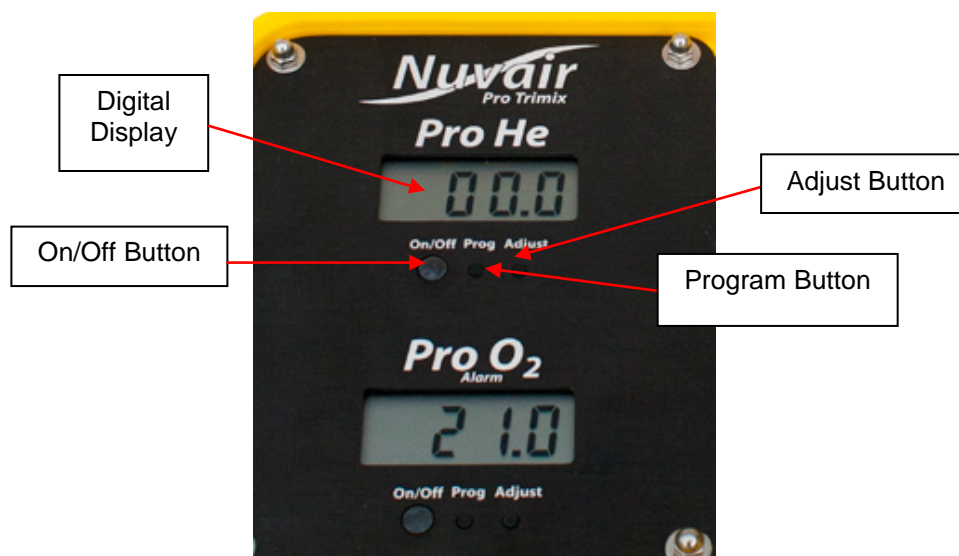 Nuvair
Pro Trimix
Digital
Display
Pro He
00.0
Adjust Button
On/Off Button
On/Off Prog Adjust
Program Button
Pro O2
Alarm
21.0
On/Off Prog Adjust